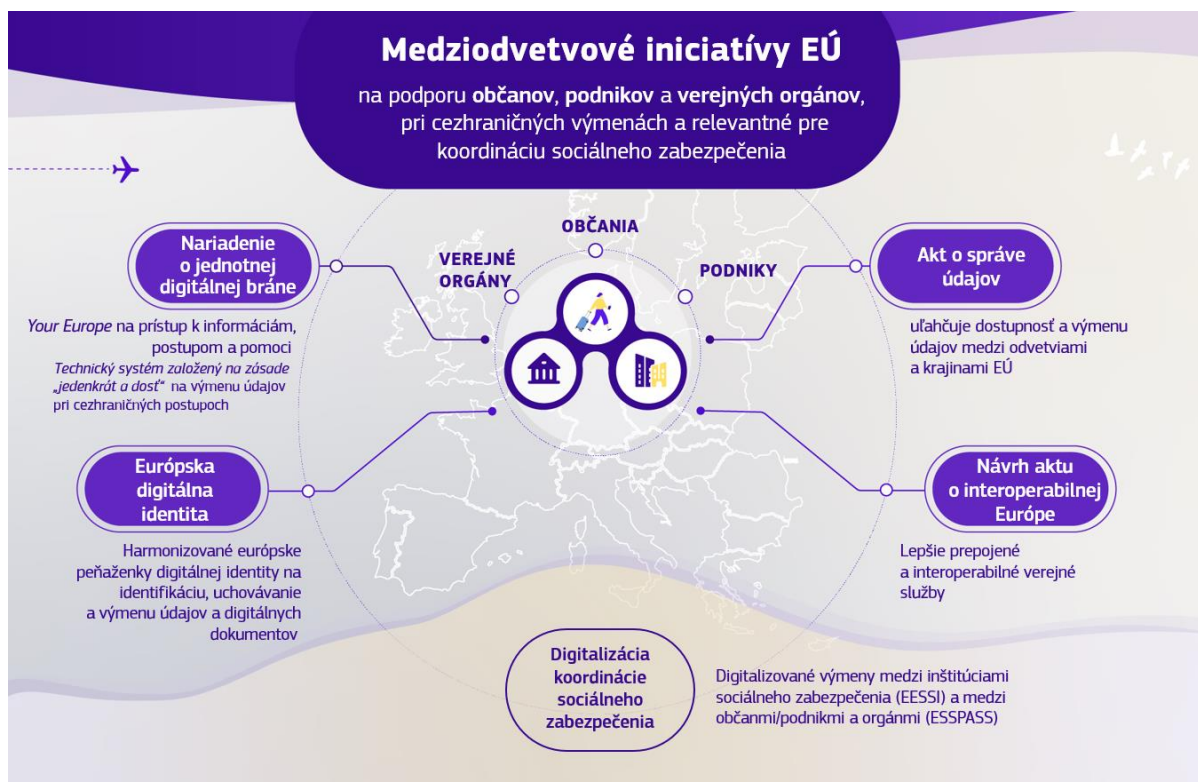 Medziodvetvové iniciatívy EÚ
na podporu občanov, podnikov a verejných orgánov,
pri cezhraničných výmenách a relevantné pre
koordináciu sociálneho zabezpečenia
OBČANIA
VEREJNÉ
ORGÁNY
PODNIKY
Nariadenie
o jednotnej
digitálnej bráne
Your Europe na prístup k informáciám,
postupom a pomoci
Technický systém založený na zásade
„jedenkrát a dosť“ na výmenu údajov
pri cezhraničných postupoch
Akt o správe
údajov
uľahčuje dostupnosť a výmenu
údajov medzi odvetviami
a krajinami EÚ
Európska
digitálna
identita
Harmonizované európske
peňaženky digitálnej identity na
identifikáciu, uchovávanie
a výmenu údajov a digitálnych
dokumentov
Návrh aktu
o interoperabilnej
Európe
Lepšie prepojené
a interoperabilné verejné
služby
Digitalizácia
koordinácie
sociálneho
zabezpečenia
Digitalizované výmeny medzi inštitúciami
sociálneho zabezpečenia (EESSI) a medzi
občanmi/podnikmi a orgánmi (ESSPASS)